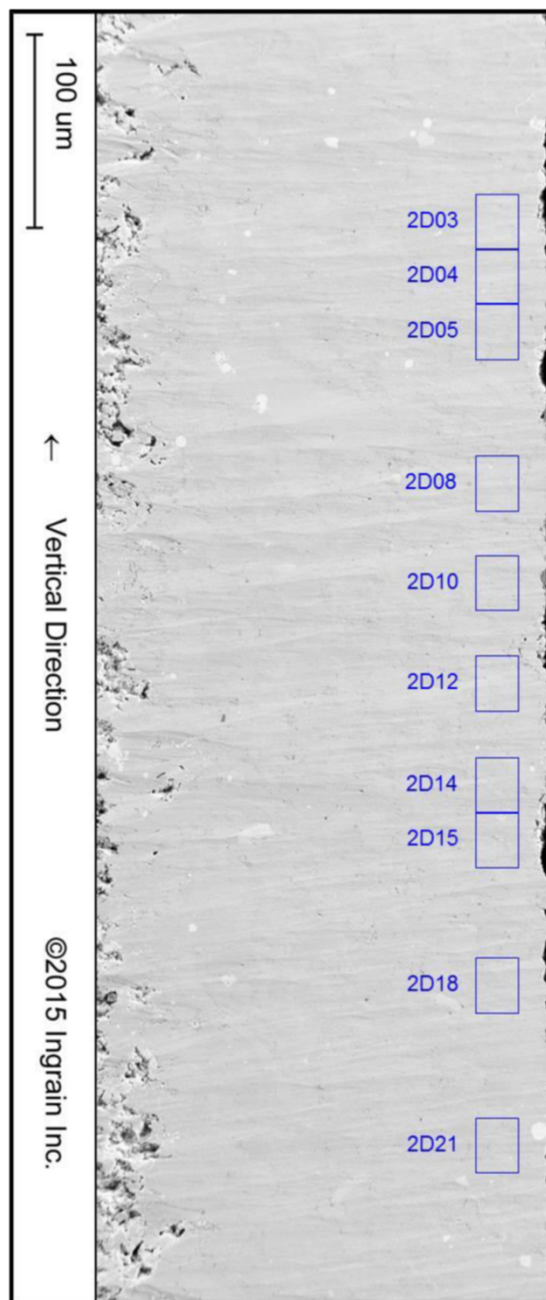 100 um
← Vertical Direction
©2015 Ingrain Inc.
2D03
2D04
2D05
2D08
2D10
2D12
2D14
2D15
2D18
2D21